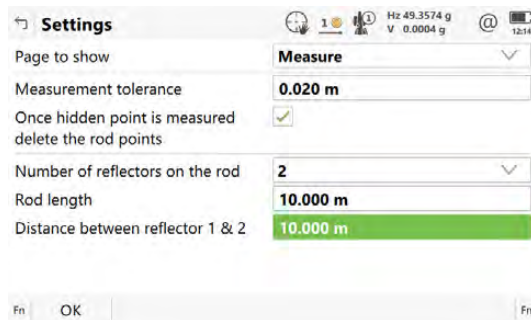 Settings
1
1
Hz 49.3574 g
V 0.0004 g
@
12:14
Page to show
Measure
Measurement tolerance
0.020 m
Once hidden point is measured
delete the rod points
Number of reflectors on the rod
2
Rod length
10.000 m
Distance between reflector 1 & 2
10.000 m
Fn
OK
Fn